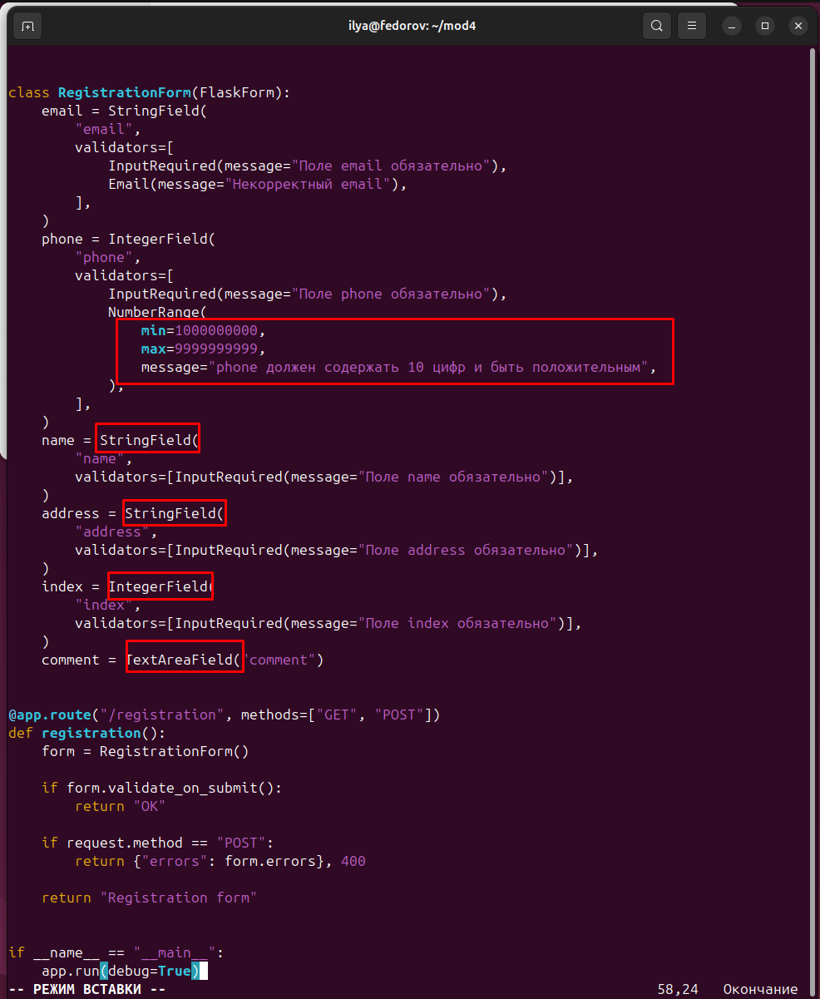 ilya@fedorov: ~/mod4
class RegistrationForm(FlaskForm):
    email = StringField(
        "email",
        validators=[
            InputRequired(message="Поле email обязательно"),
            Email(message="Некорректный email"),
        ],
    )
    phone = IntegerField(
        "phone",
        validators=[
            InputRequired(message="Поле phone обязательно"),
            NumberRange(
                min=1000000000,
                max=9999999999,
                message="phone должен содержать 10 цифр и быть положительным",
            ),
        ],
    )
    name = StringField(
        "name",
        validators=[InputRequired(message="Поле name обязательно")],
    )
    address = StringField(
        "address",
        validators=[InputRequired(message="Поле address обязательно")],
    )
    index = IntegerField(
        "index",
        validators=[InputRequired(message="Поле index обязательно")],
    )
    comment = TextAreaField("comment")
@app.route("/registration", methods=["GET", "POST"])
def registration():
    form = RegistrationForm()
    if form.validate_on_submit():
        return "OK"
    if request.method == "POST":
        return {"errors": form.errors}, 400
    return "Registration form"
if __name__ == "__main__":
    app.run(debug=True)
-- РЕЖИМ ВСТАВКИ -- 58,24 Окончание